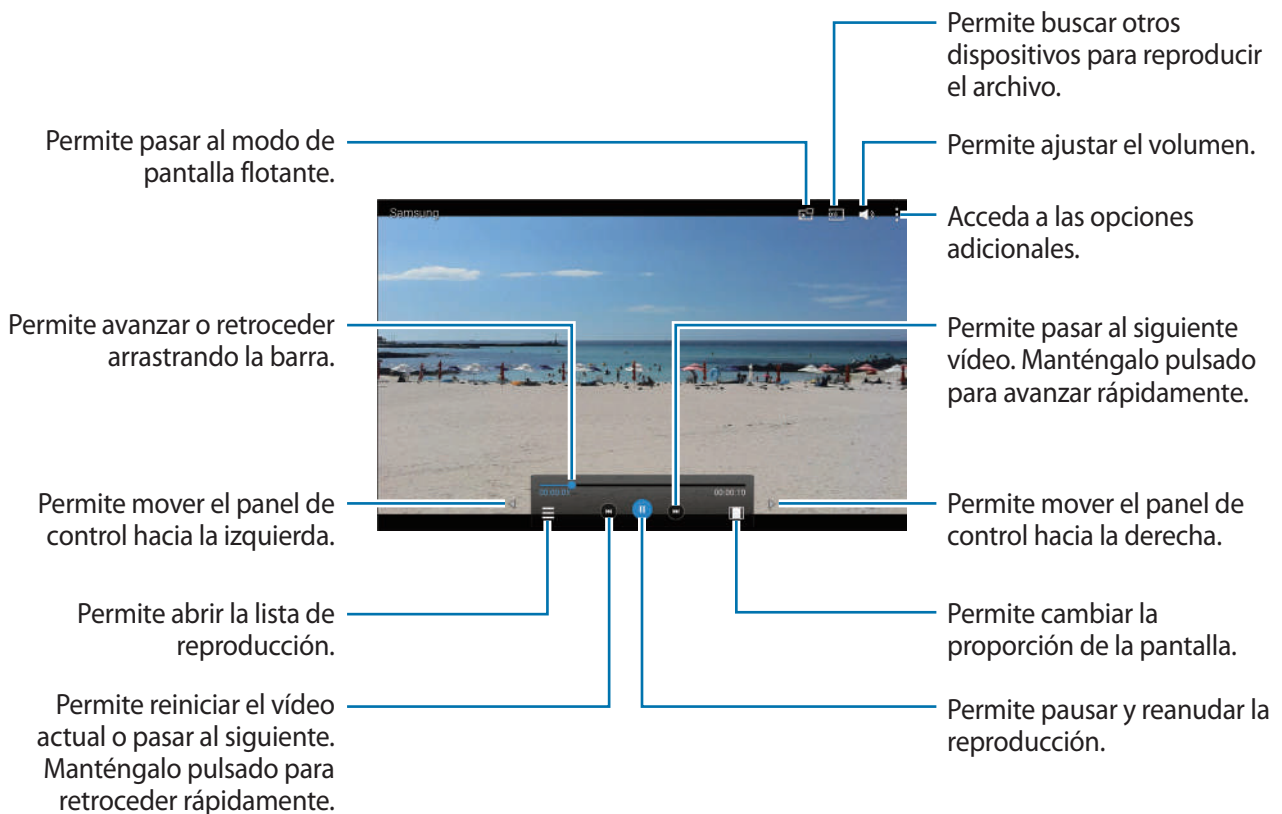 Permite buscar otros
dispositivos para reproducir
el archivo.
Permite pasar al modo de
pantalla flotante.
Permite ajustar el volumen.
Samsung
Acceda a las opciones
adicionales.
Permite avanzar o retroceder
arrastrando la barra.
Permite pasar al siguiente
vídeo. Manténgalo pulsado
para avanzar rápidamente.
00:00:10
Permite mover el panel de
control hacia la izquierda.
Permite mover el panel de
control hacia la derecha.
Permite abrir la lista de
reproducción.
Permite cambiar la
proporción de la pantalla.
Permite reiniciar el vídeo
actual o pasar al siguiente.
Manténgalo pulsado para
retroceder rápidamente.
Permite pausar y reanudar la
reproducción.